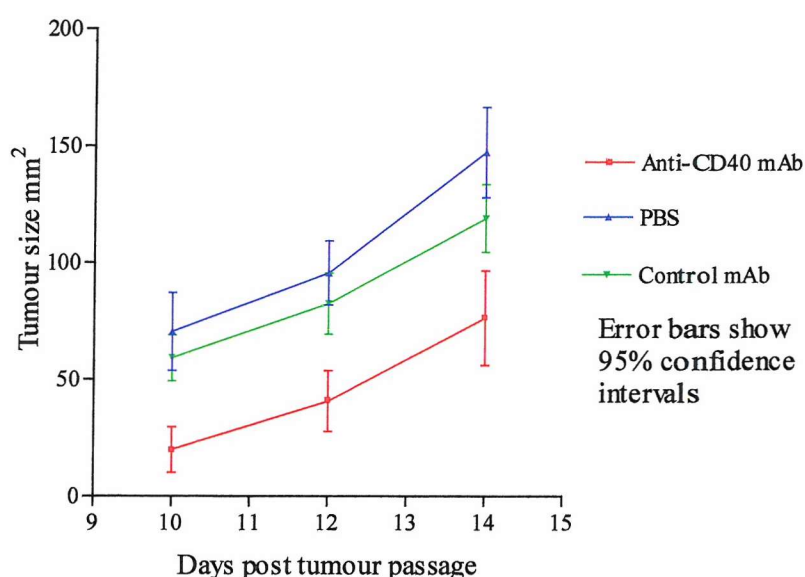 200
150
100
50
0
Tumour size mm²
9 10 11 12 13 14 15
Days post tumour passage
Anti-CD40 mAb
PBS
Control mAb
Error bars show
95% confidence
intervals